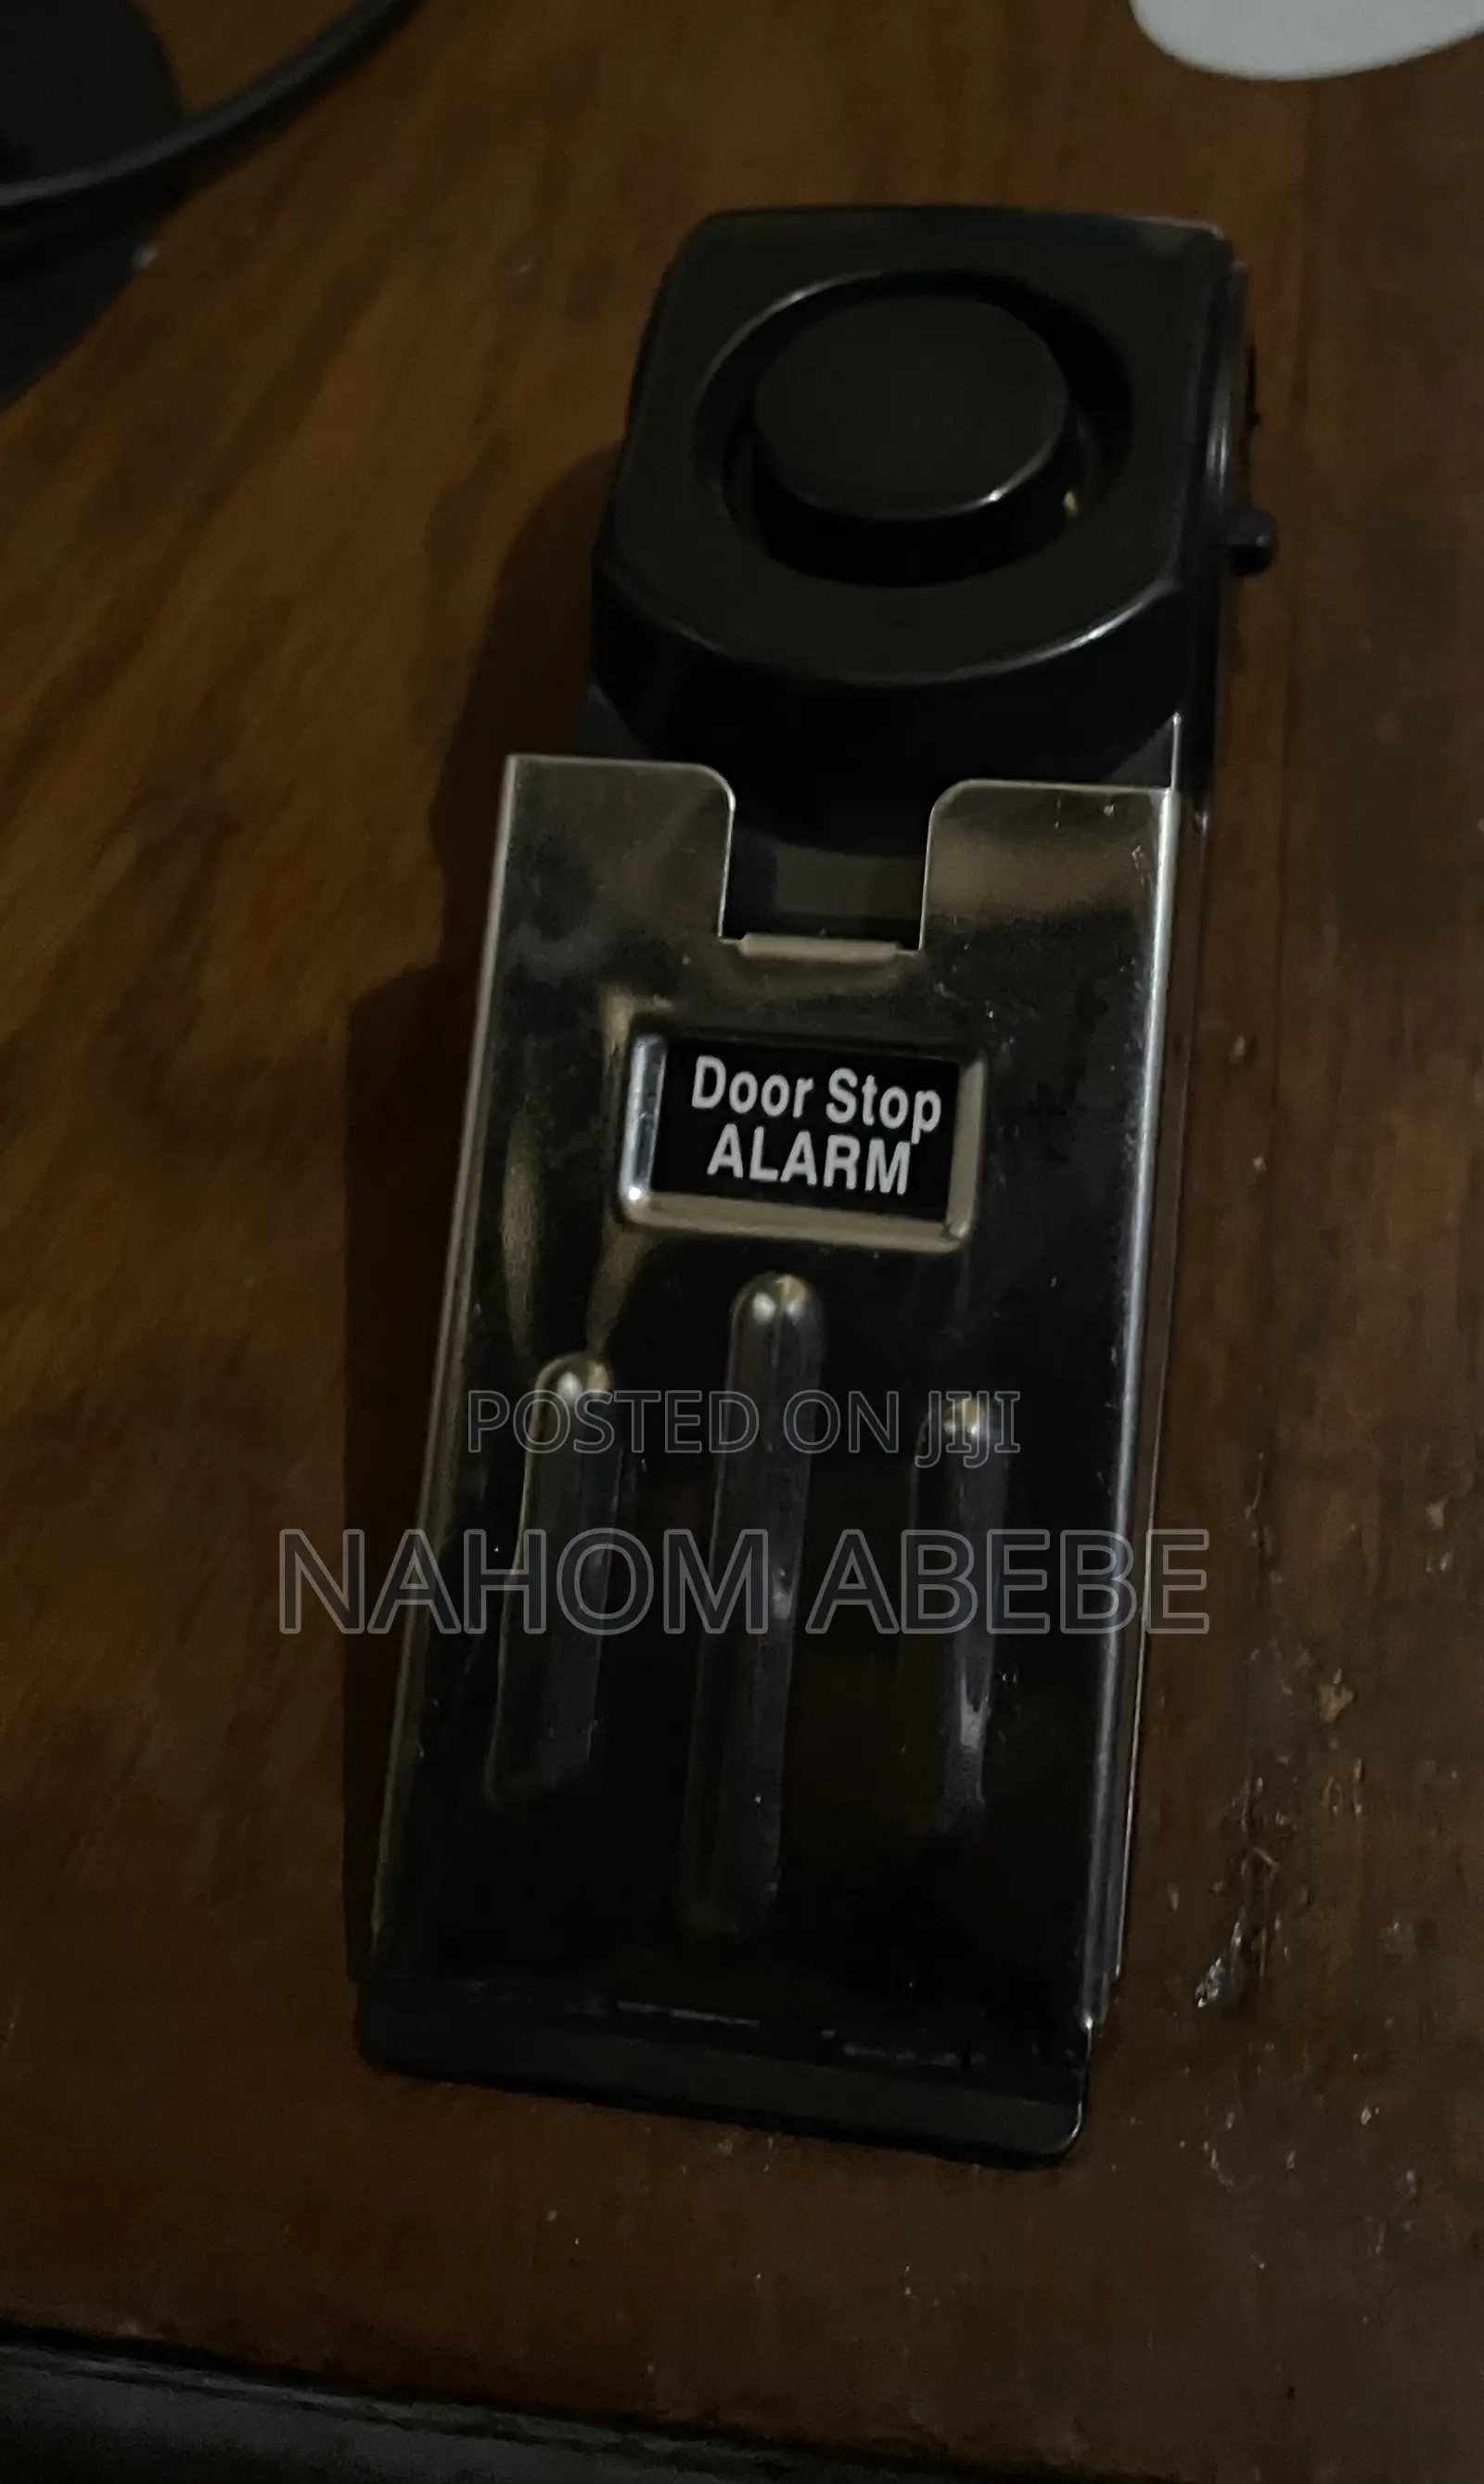 Door Stop
ALARM
POSTED ON JIJI
NAHOM ABEBE